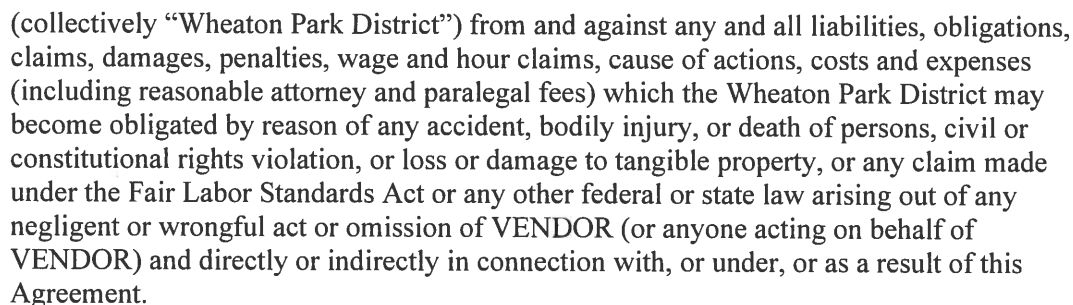 (collectively “Wheaton Park District”) from and against any and all liabilities, obligations,
claims, damages, penalties, wage and hour claims, cause of actions, costs and expenses
(including reasonable attorney and paralegal fees) which the Wheaton Park District may
become obligated by reason of any accident, bodily injury, or death of persons, civil or
constitutional rights violation, or loss or damage to tangible property, or any claim made
under the Fair Labor Standards Act or any other federal or state law arising out of any
negligent or wrongful act or omission of VENDOR (or anyone acting on behalf of
VENDOR) and directly or indirectly in connection with, or under, or as a result of this
Agreement.